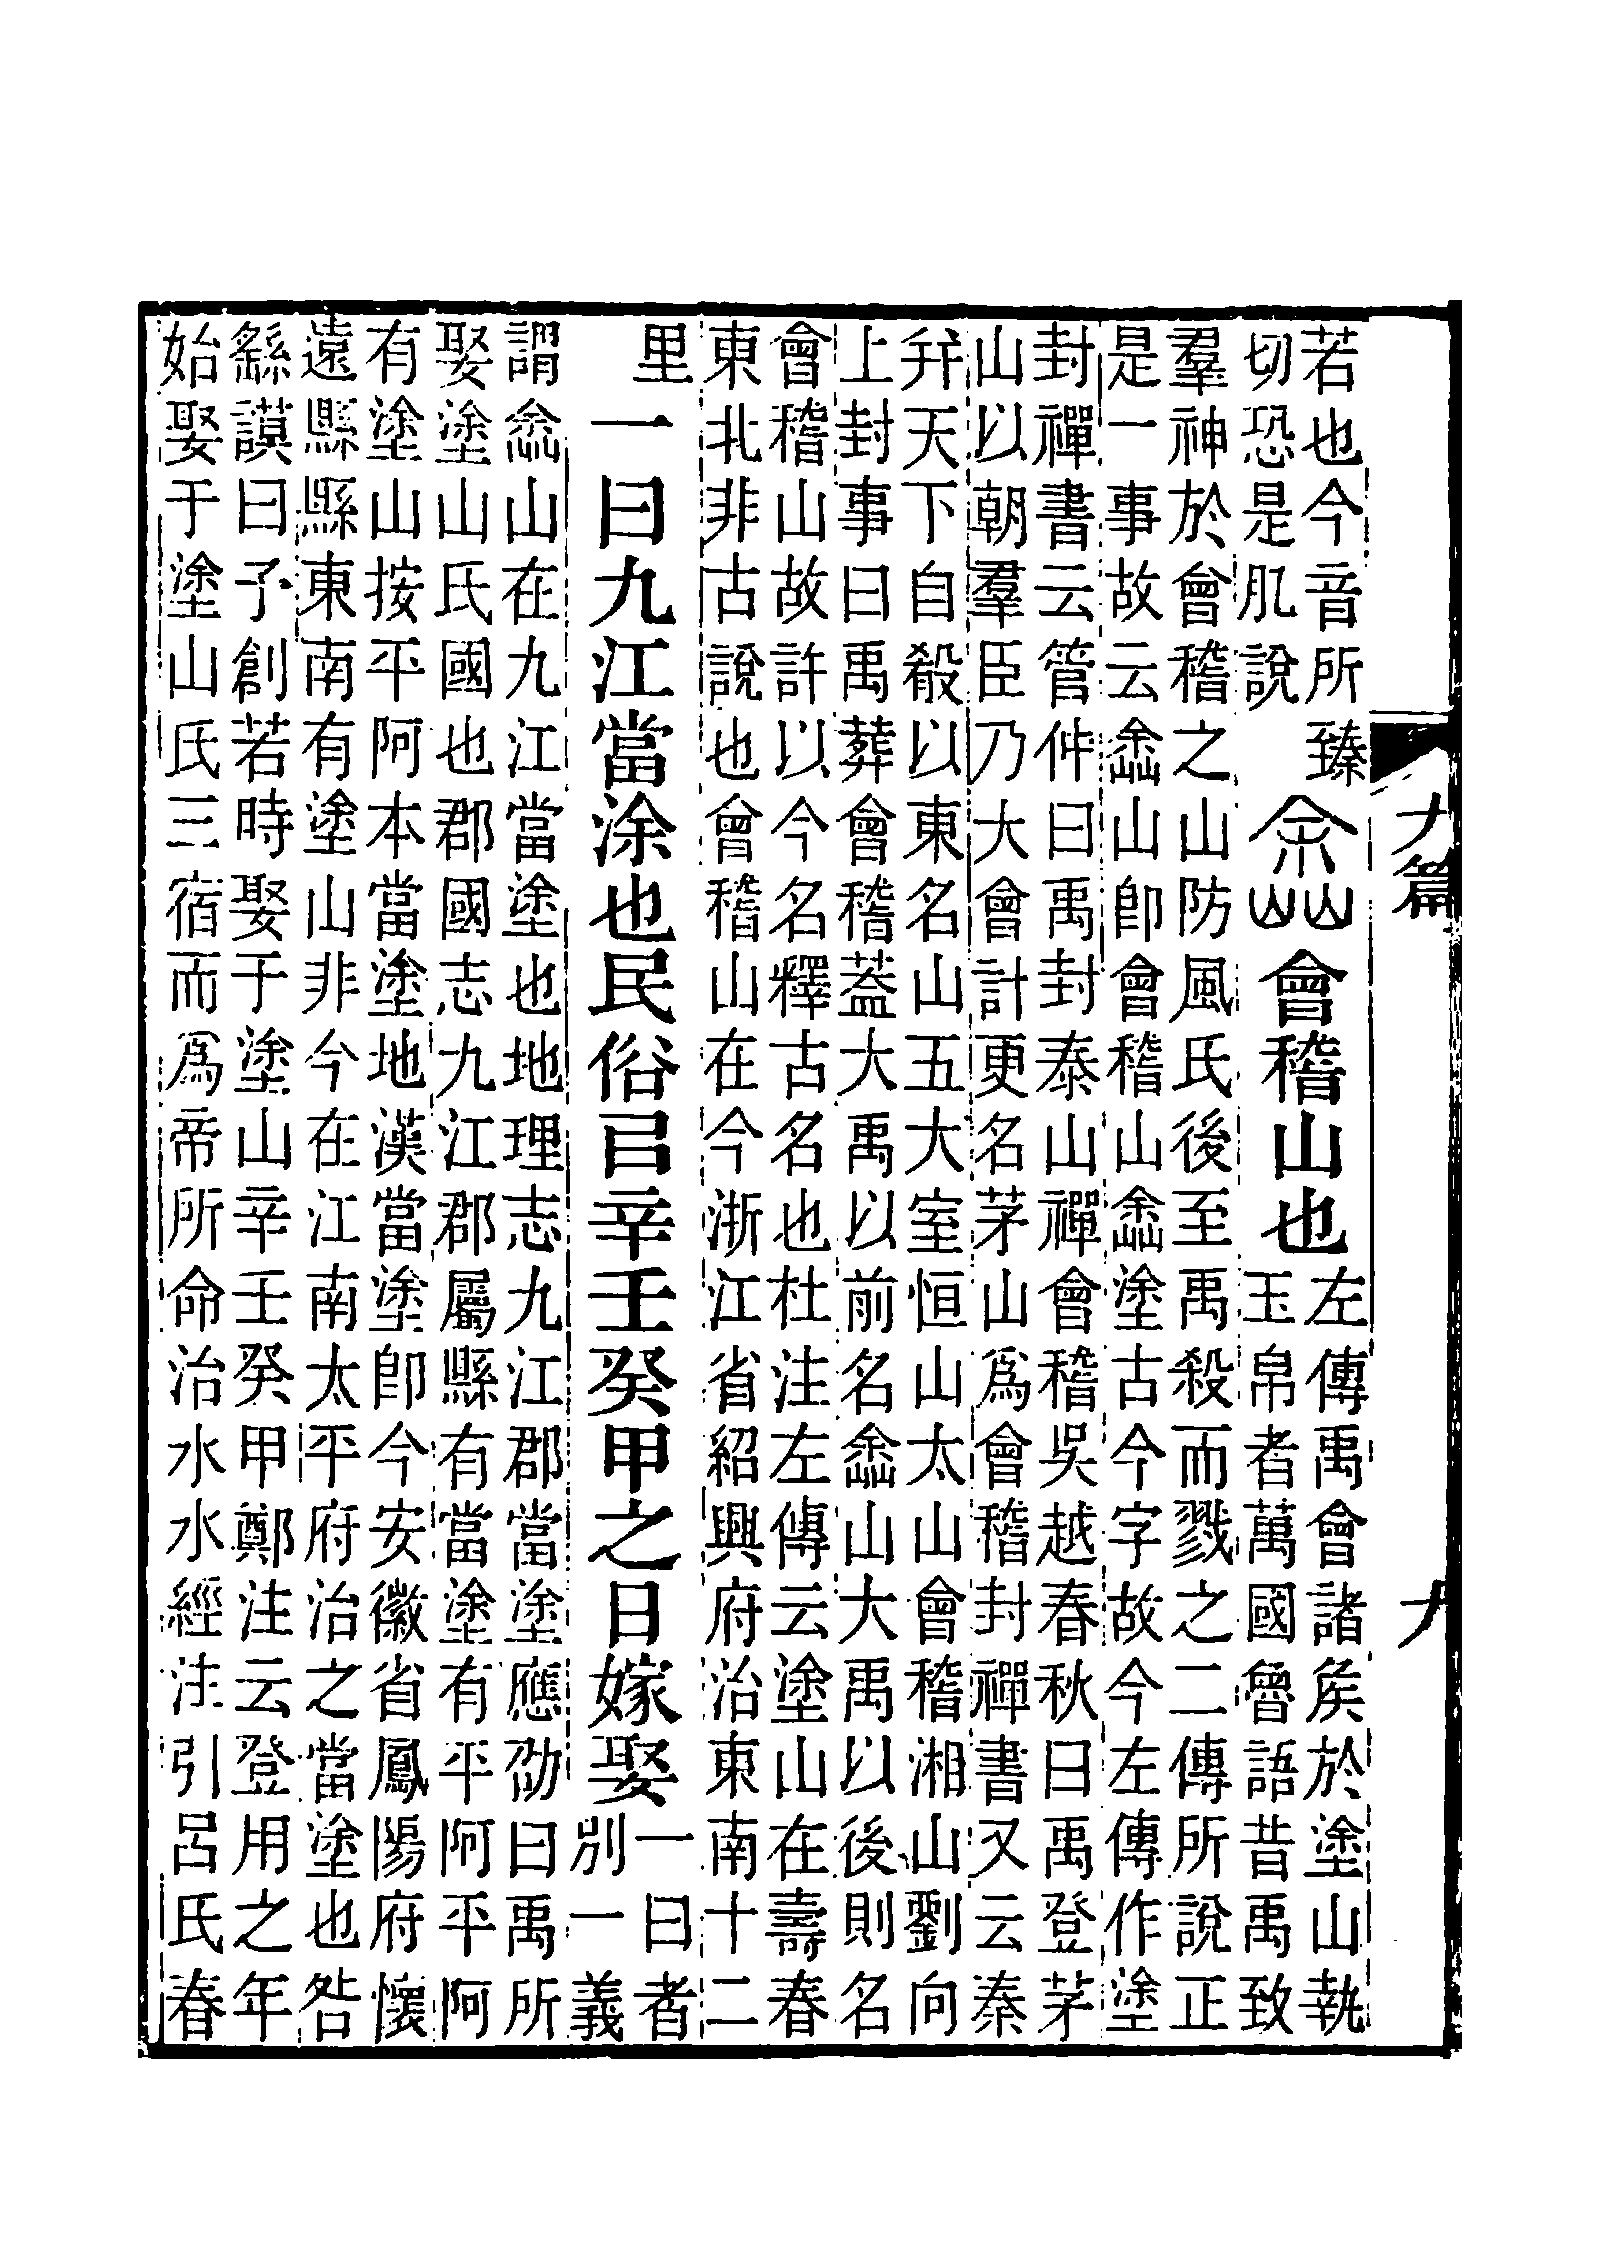 若也今音所臻
切恐是肌說
嵞會稽山也
左傳禹會諸矦於塗山執
玉帛者萬國魯語昔禹致
羣神於會稽之山防風氏後至禹殺而戮之二傳所說正
是一事故云嵞山卽會稽山嵞塗古今字故今左傳作塗
封禪書云管仲曰禹封泰山禪會稽吳越春秋曰禹登茅
山以朝羣臣乃大會計更名茅山爲會稽封禪書又云秦
幷天下自殽以東名山五大室恒山太山會稽湘山劉向
上封事曰禹葬會稽蓋大禹以前名嵞山大禹以後則名
會稽山故許以今名釋古名也杜注左傳云塗山在壽春
東北非古說也會稽山在今浙江省紹興府治東南十二
里
一曰九江當涂也民俗㠯辛壬癸甲之日嫁娶
一曰者
別一義
謂嵞山在九江當塗也地理志九江郡當塗應劭曰禹所
娶塗山氏國也郡國志九江郡屬縣有當塗有平阿平阿
有塗山按平阿本當塗地漢當塗卽今安徽省鳳陽府懷
遠縣縣東南有塗山非今在江南太平府治之當塗也咎
繇謨曰予創若時娶于塗山辛壬癸甲鄭注云登用之年
始娶于塗山氏三宿而爲帝所命治水水經注引呂氏春
九篇
九